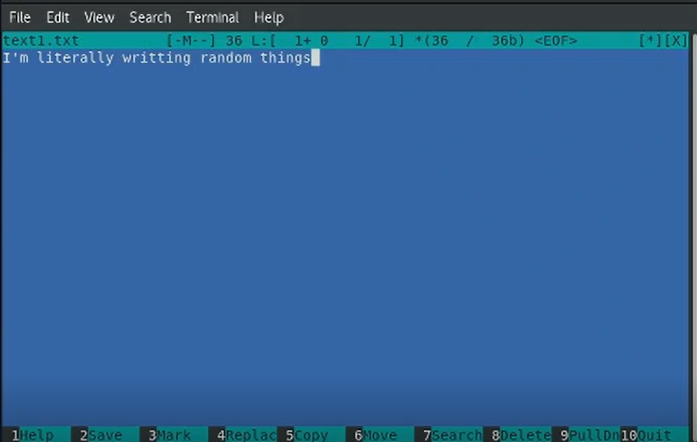 File Edit View Search Terminal Help
text1.txt [-M--] 36 L:[ 1+ 0 1/ 1] *(36 / 36b) <EOF> [*][X]
I'm literally writting random things
1Help 2Save 3Mark 4Replac 5Copy 6Move 7Search 8Delete 9PullDn 10Quit